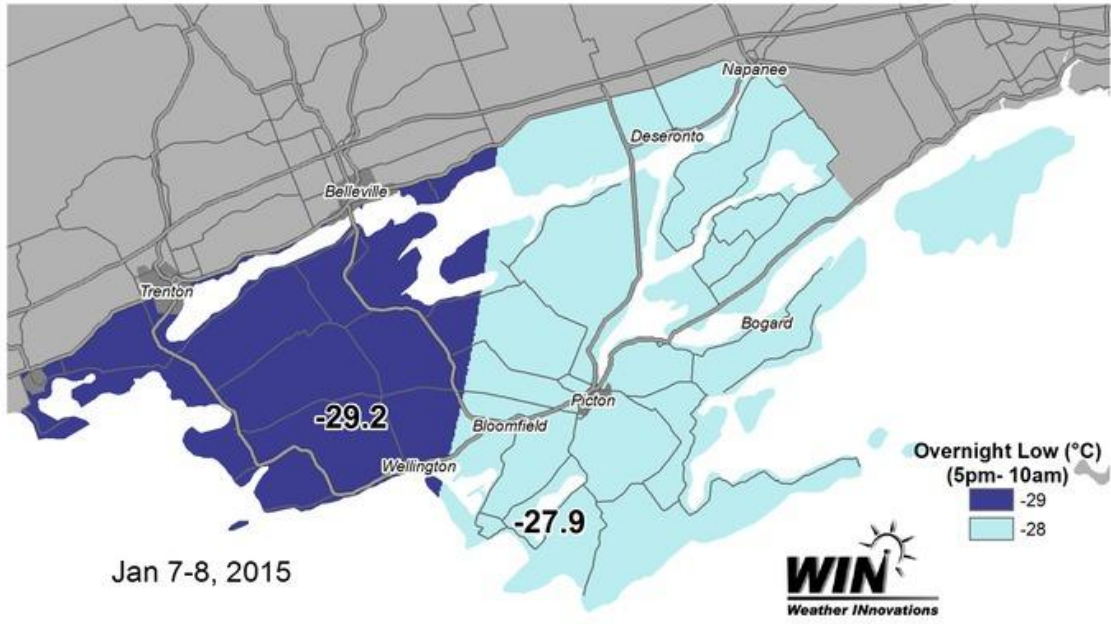 Napanee
Deseronto
Belleville
Trenton
Bogard
Picton
-29.2
Bloomfield
Wellington
-27.9
Overnight Low (°C)
(5pm- 10am)
-29
-28
Jan 7-8, 2015
WIN
Weather INnovations